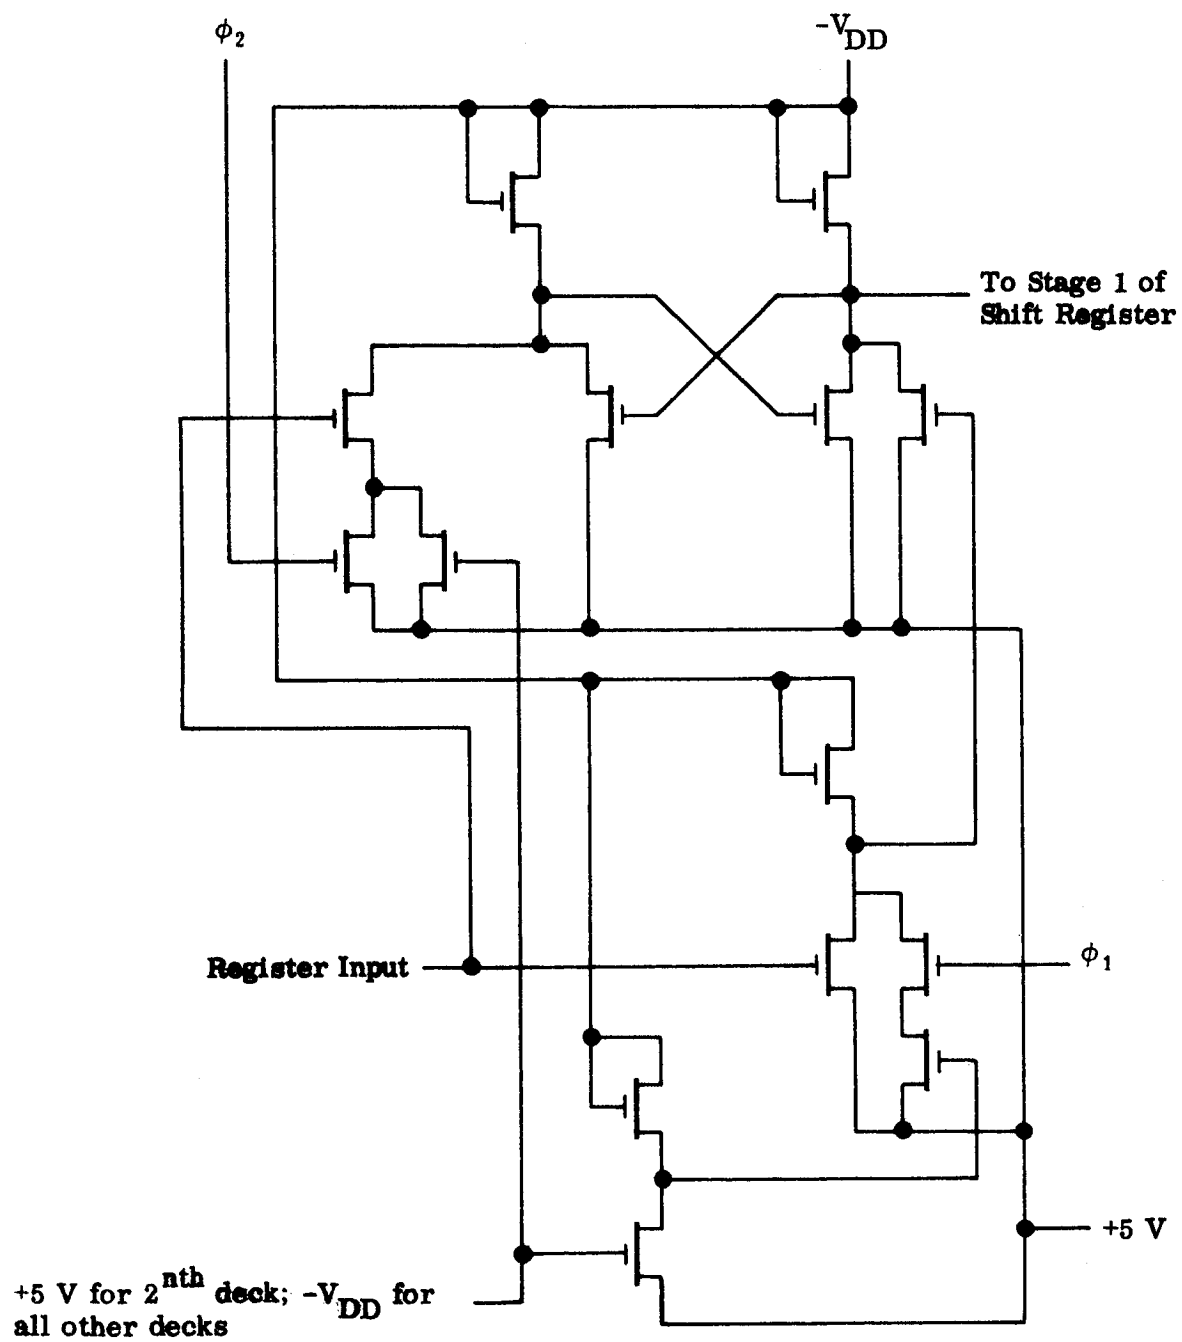 ϕ2
-VDD
To Stage 1 of
Shift Register
Register Input
ϕ1
+5 V
+5 V for 2nth deck; -VDD for
all other decks